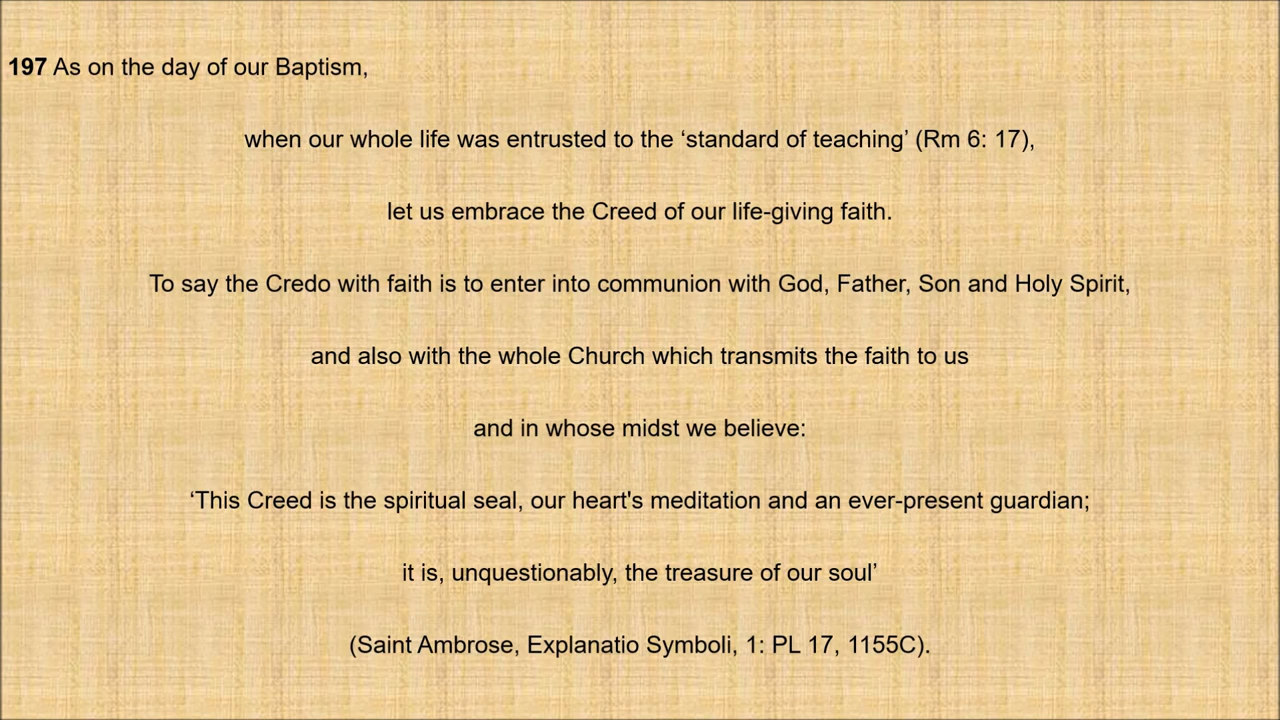 197 As on the day of our Baptism,
when our whole life was entrusted to the ‘standard of teaching’ (Rm 6: 17),
let us embrace the Creed of our life-giving faith.
To say the Credo with faith is to enter into communion with God, Father, Son and Holy Spirit,
and also with the whole Church which transmits the faith to us
and in whose midst we believe:
‘This Creed is the spiritual seal, our heart's meditation and an ever-present guardian;
it is, unquestionably, the treasure of our soul’
(Saint Ambrose, Explanatio Symboli, 1: PL 17, 1155C).